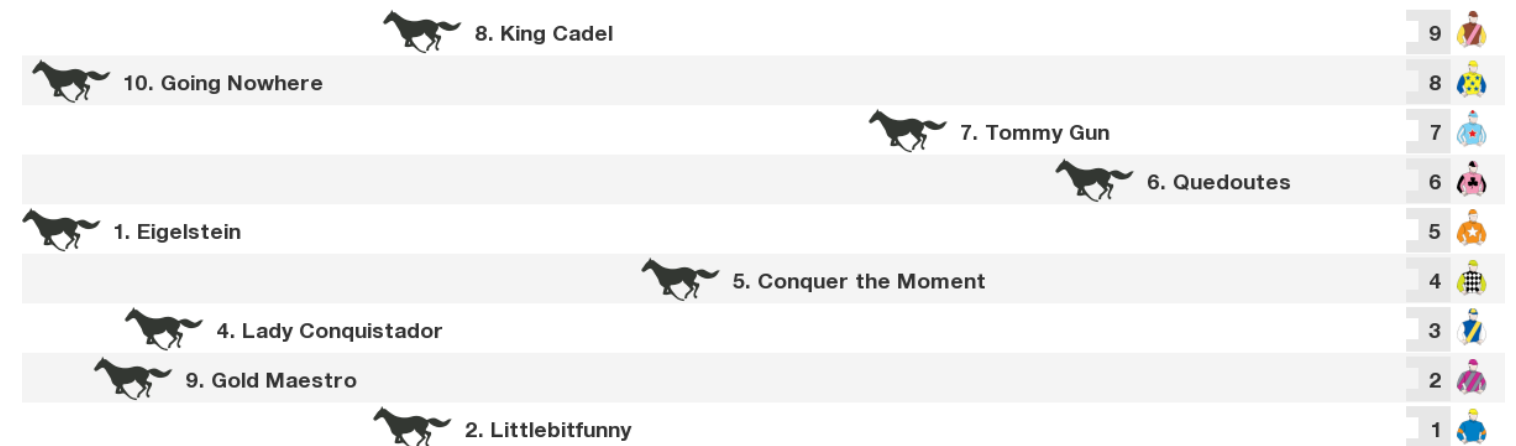 8. King Cadel 9
10. Going Nowhere 8
7. Tommy Gun 7
6. Quedoutes 6
1. Eigelstein 5
5. Conquer the Moment 4
4. Lady Conquistador 3
9. Gold Maestro 2
2. Littlebitfunny 1